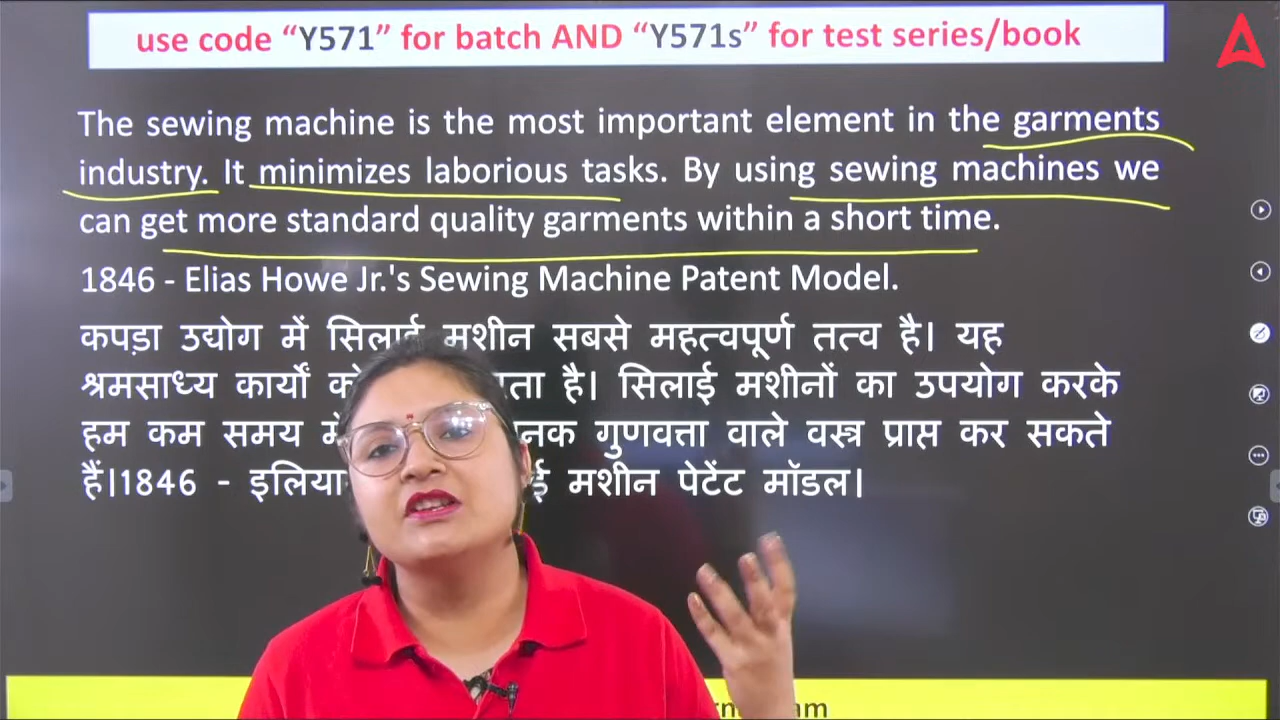 use code “Y571” for batch AND “Y571s” for test series/book
The sewing machine is the most important element in the garments
industry. It minimizes laborious tasks. By using sewing machines we
can get more standard quality garments within a short time.
1846 - Elias Howe Jr.'s Sewing Machine Patent Model.
कपड़ा उद्योग में सिलाई मशीन सबसे महत्वपूर्ण तत्व है। यह
श्रमसाध्य कार्यों है। सिलाई मशीनों का उपयोग करके
हम कम समय गुणवत्ता वाले वस्त्र प्राप्त कर सकते
हैं।1846 - मशीन पेटेंट मॉडल।